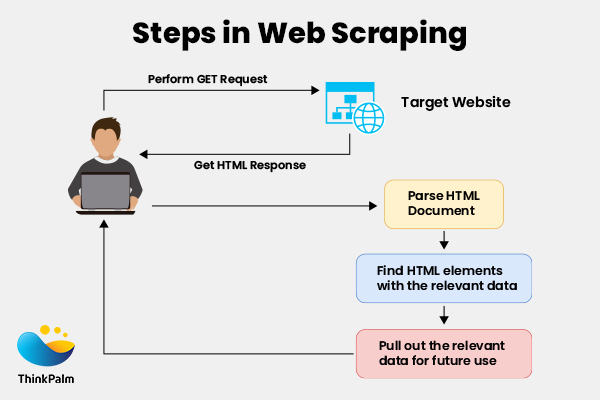 Steps in Web Scraping
Perform GET Request
Target Website
Get HTML Response
Parse HTML
Document
Find HTML elements
with the relevant data
Pull out the relevant
data for future use
ThinkPalm